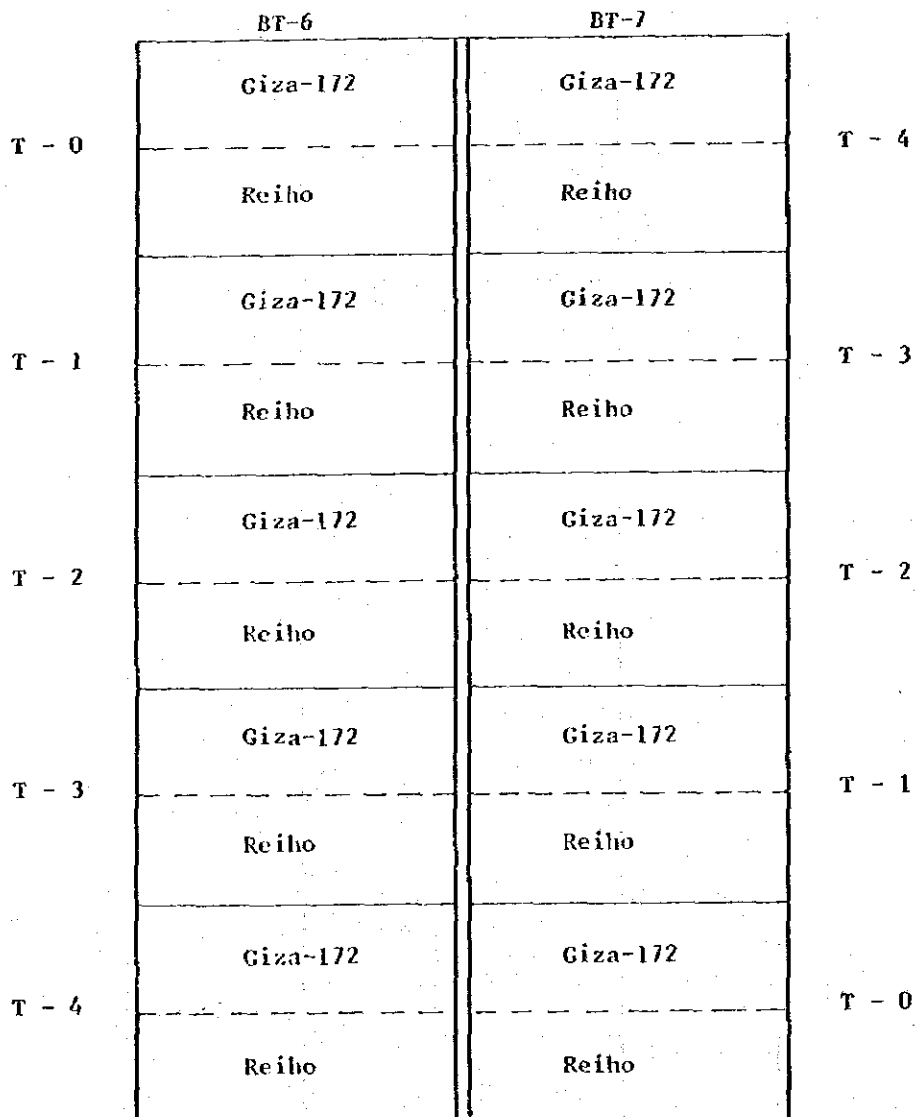 BT-6 BT-7
Giza-172 Giza-172
T - 0 T - 4
Reiho Reiho
Giza-172 Giza-172
T - 1 T - 3
Reiho Reiho
Giza-172 Giza-172
T - 2 T - 2
Reiho Reiho
Giza-172 Giza-172
T - 3 T - 1
Reiho Reiho
Giza-172 Giza-172
T - 4 T - 0
Reiho Reiho